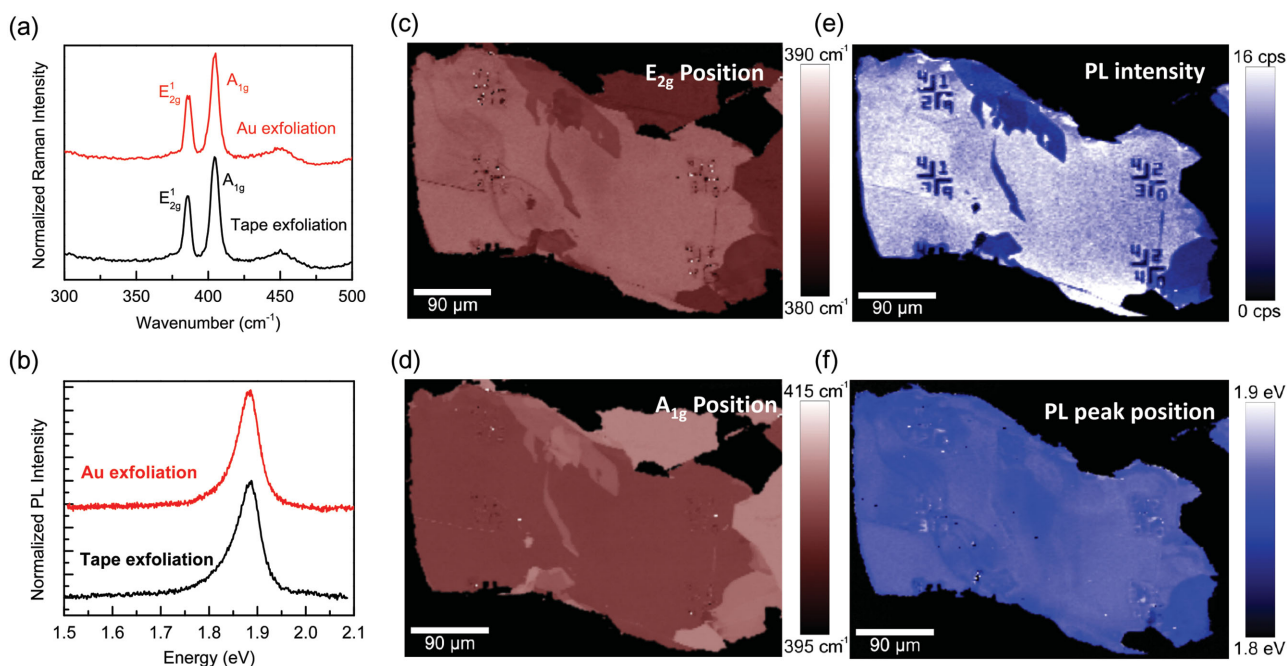 (a)
Normalized Raman Intensity
E¹2g
A1g
Au exfoliation
E¹2g
A1g
Tape exfoliation
300 350 400 450 500
Wavenumber (cm⁻¹)
(b)
Normalized PL Intensity
Au exfoliation
Tape exfoliation
1.5 1.6 1.7 1.8 1.9 2.0 2.1
Energy (eV)
(c)
E2g Position
90 μm
390 cm⁻¹
380 cm⁻¹
(d)
A1g Position
90 μm
415 cm⁻¹
395 cm⁻¹
(e)
PL intensity
90 μm
16 cps
0 cps
(f)
PL peak position
90 μm
1.9 eV
1.8 eV